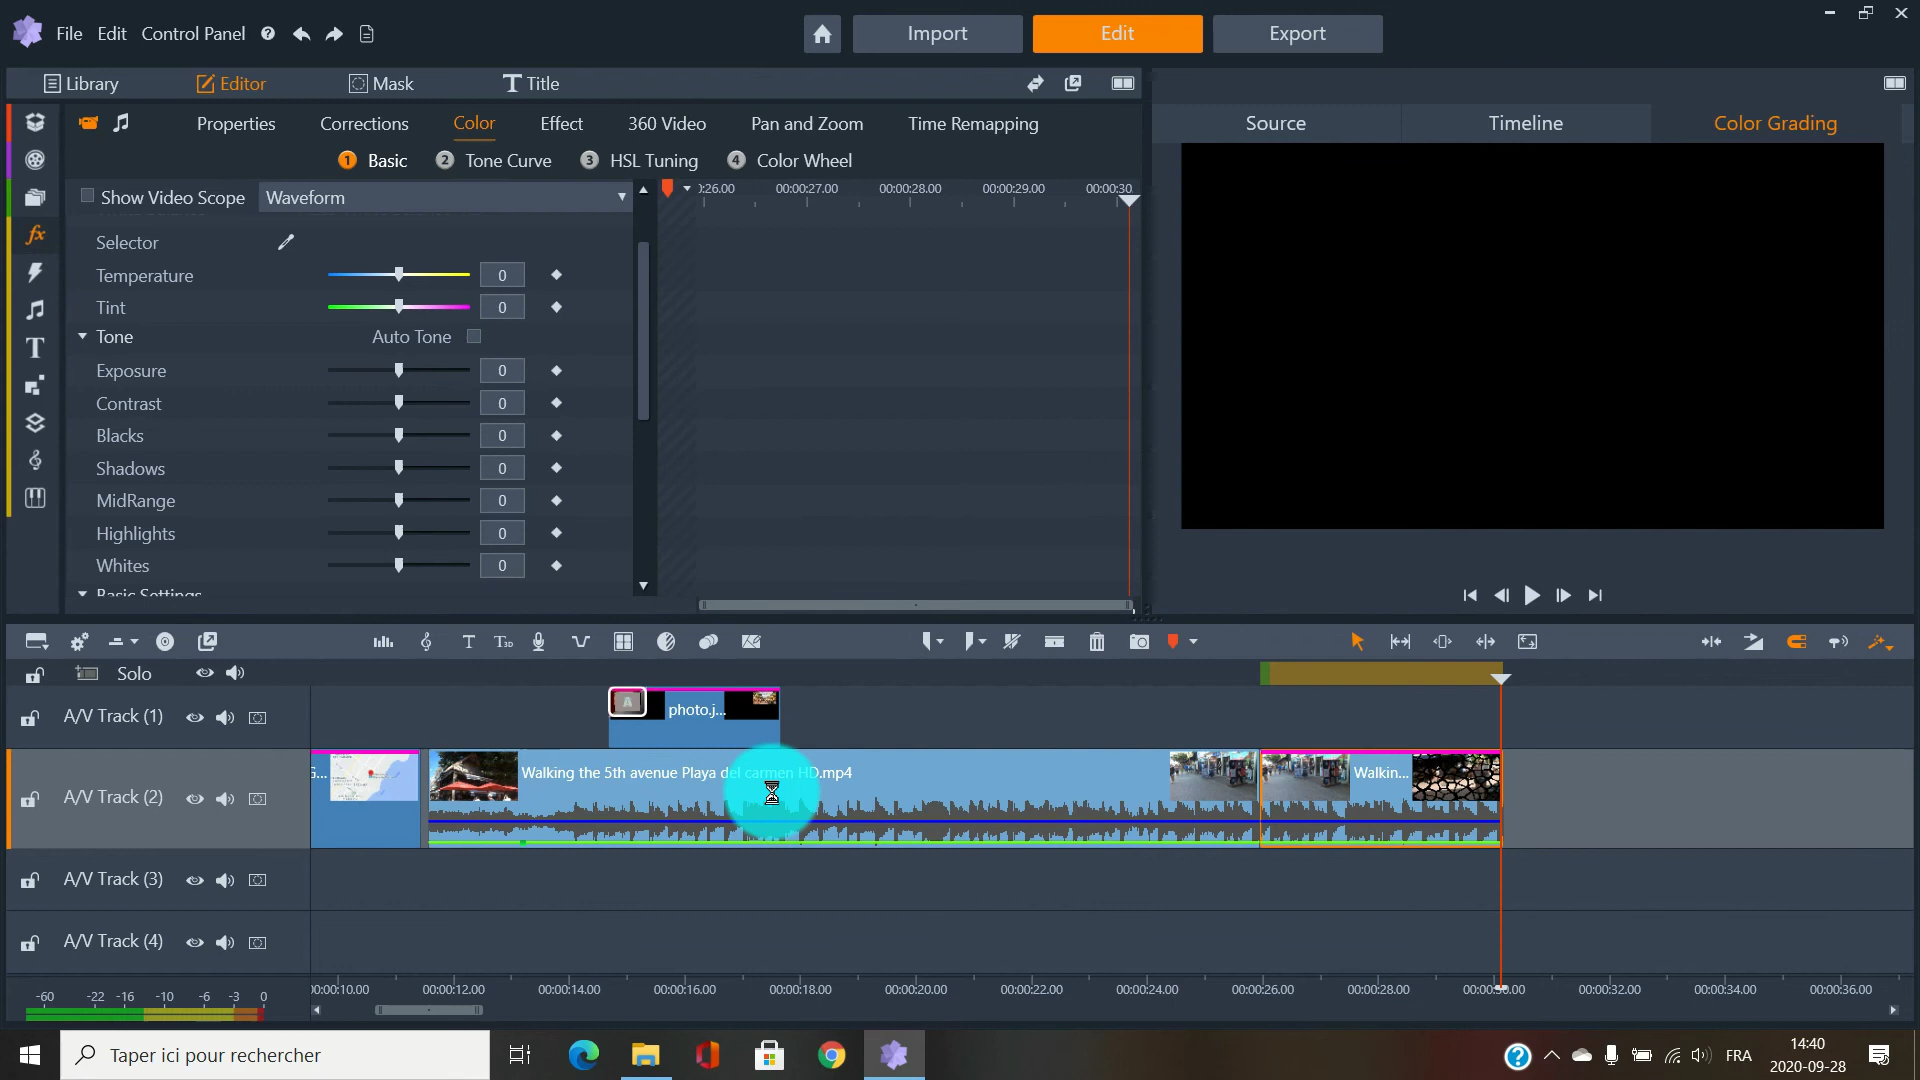 File Edit Control Panel
Import Edit Export
Library Editor Mask Title
Properties Corrections Color Effect 360 Video Pan and Zoom Time Remapping
Source Timeline Color Grading
1 Basic 2 Tone Curve 3 HSL Tuning 4 Color Wheel
Show Video Scope Waveform
:26.00 00:00:27.00 00:00:28.00 00:00:29.00 00:00:30
Selector
Temperature 0
Tint 0
Tone Auto Tone
Exposure 0
Contrast 0
Blacks 0
Shadows 0
MidRange 0
Highlights 0
Whites 0
Basic Settings
Solo
A/V Track (1)
A
photo.j...
A/V Track (2)
G... Walking the 5th avenue Playa del carmen HD.mp4 Walkin...
A/V Track (3)
A/V Track (4)
-60 -22 -16 -10 -6 -3 0
00:00:10.00 00:00:12.00 00:00:14.00 00:00:16.00 00:00:18.00 00:00:20.00 00:00:22.00 00:00:24.00 00:00:26.00 00:00:28.00 00:00:30.00 00:00:32.00 00:00:34.00 00:00:36.00
Taper ici pour rechercher
FRA
14:40
2020-09-28